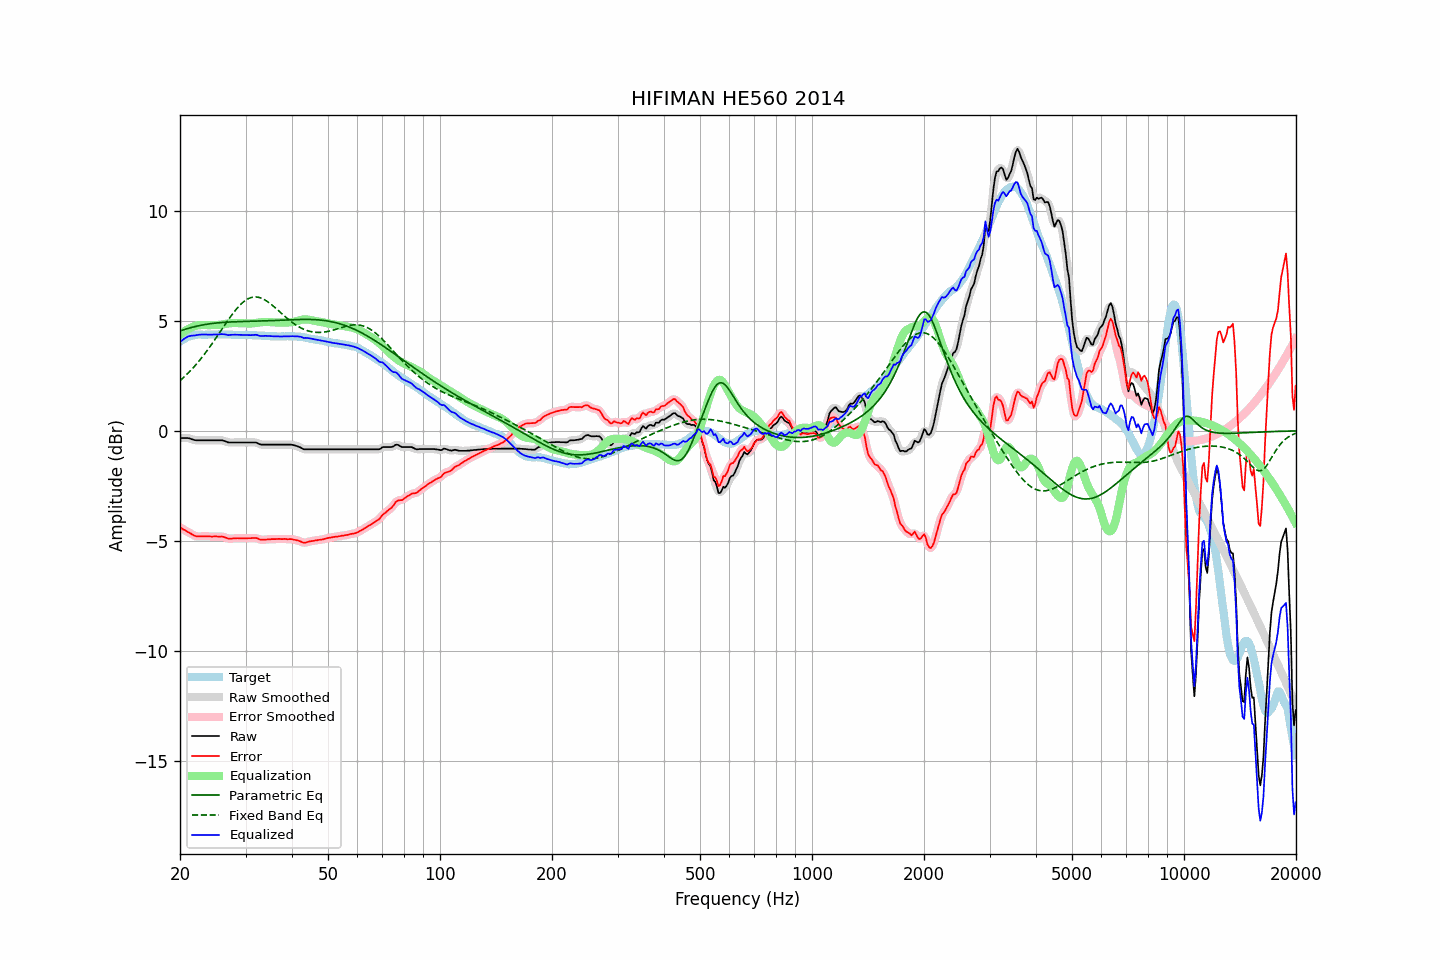 HIFIMAN HE560 2014
Amplitude (dBr)
10
5
0
−5
−10
−15
Target
Raw Smoothed
Error Smoothed
Raw
Error
Equalization
Parametric Eq
Fixed Band Eq
Equalized
20
50
100
200
500
1000
2000
5000
10000
20000
Frequency (Hz)